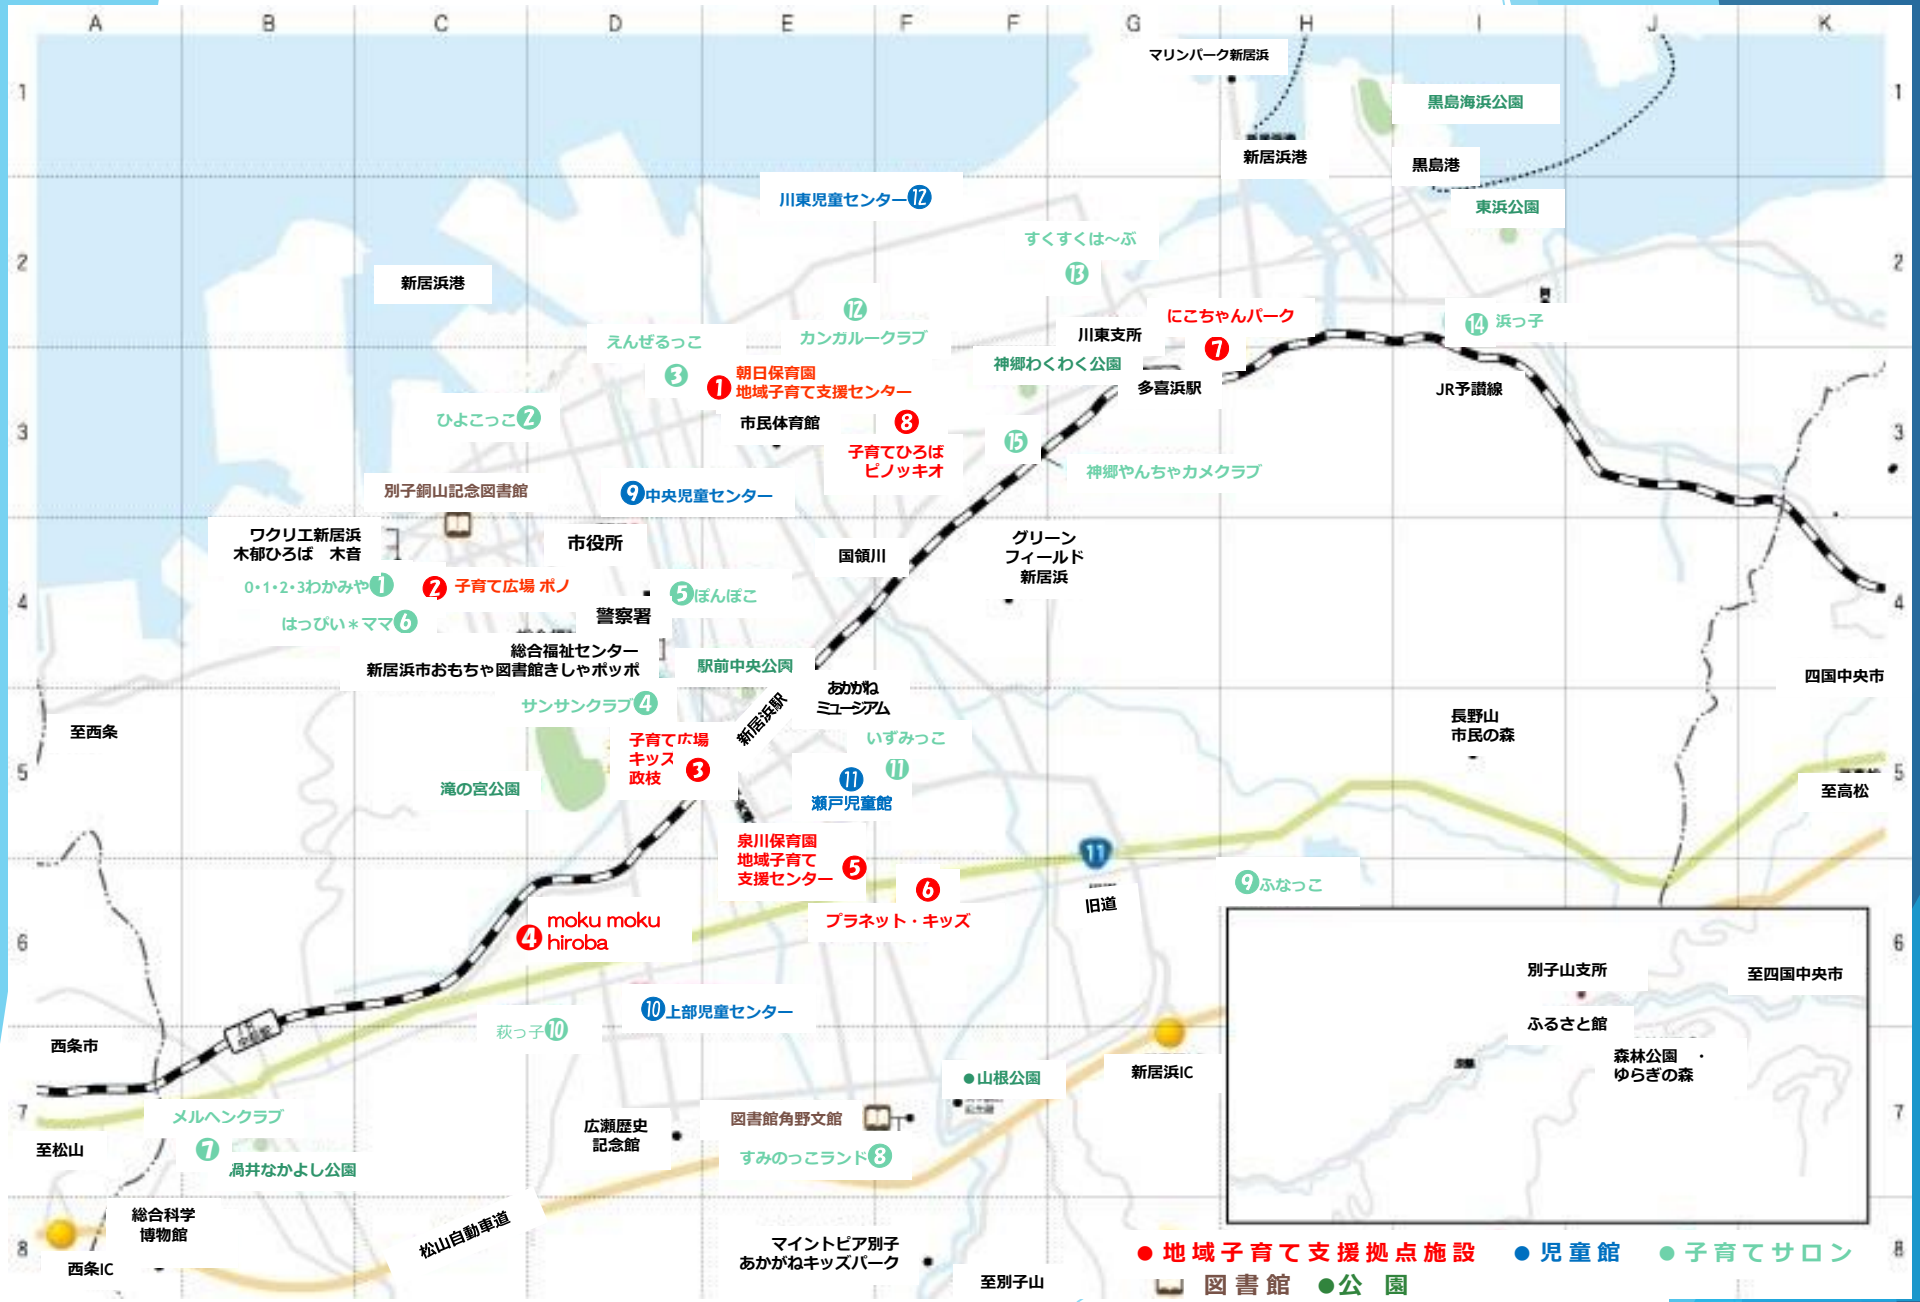 A B C D E F F G H I J K
マリンパーク新居浜
1 1
黒島海浜公園
新居浜港
黒島港
川東児童センター⑫
東浜公園
すくすくは～ぶ
⑬
2 2
新居浜港
⑫
カンガルークラブ
にこちゃんパーク
⑦
⑭ 浜っ子
川東支所
えんぜるっこ
③
神郷わくわく公園
① 朝日保育園
地域子育て支援センター
多喜浜駅
JR予讃線
ひよこっこ②
市民体育館
⑧
子育てひろば
ピノッキオ
⑮
3 3
神郷やんちゃカメクラブ
別子銅山記念図書館
⑨中央児童センター
ワクリエ新居浜
木郁ひろば 木音
市役所
国領川
グリーン
フィールド
新居浜
0・1・2・3わかみや①
② 子育て広場 ポノ
⑤ぽんぽこ
4 4
はっぴい＊ママ⑥
警察署
総合福祉センター
新居浜市おもちゃ図書館きしゃポッポ
駅前中央公園
四国中央市
サンサンクラブ④
新居浜駅
あかがね
ミュージアム
至西条
子育て広場
キッズ
政枝
③
いずみっこ
⑪
長野山
市民の森
5 5
滝の宮公園
⑪
瀬戸児童館
至高松
泉川保育園
地域子育て
支援センター
⑤
11
⑥
プラネット・キッズ
旧道
⑨ふなっこ
④ moku moku
hiroba
6 6
別子山支所
至四国中央市
⑩上部児童センター
萩っ子⑩
ふるさと館
西条市
森林公園 ・
ゆらぎの森
●山根公園
新居浜IC
メルヘンクラブ
⑦
7 7
広瀬歴史
記念館
図書館角野文館
至松山
渦井なかよし公園
すみのっこランド⑧
総合科学
博物館
松山自動車道
8 8
西条IC
マイントピア別子
あかがねキッズパーク
至別子山
●地域子育て支援拠点施設 ●児童館 ●子育てサロン
図書館 ●公 園